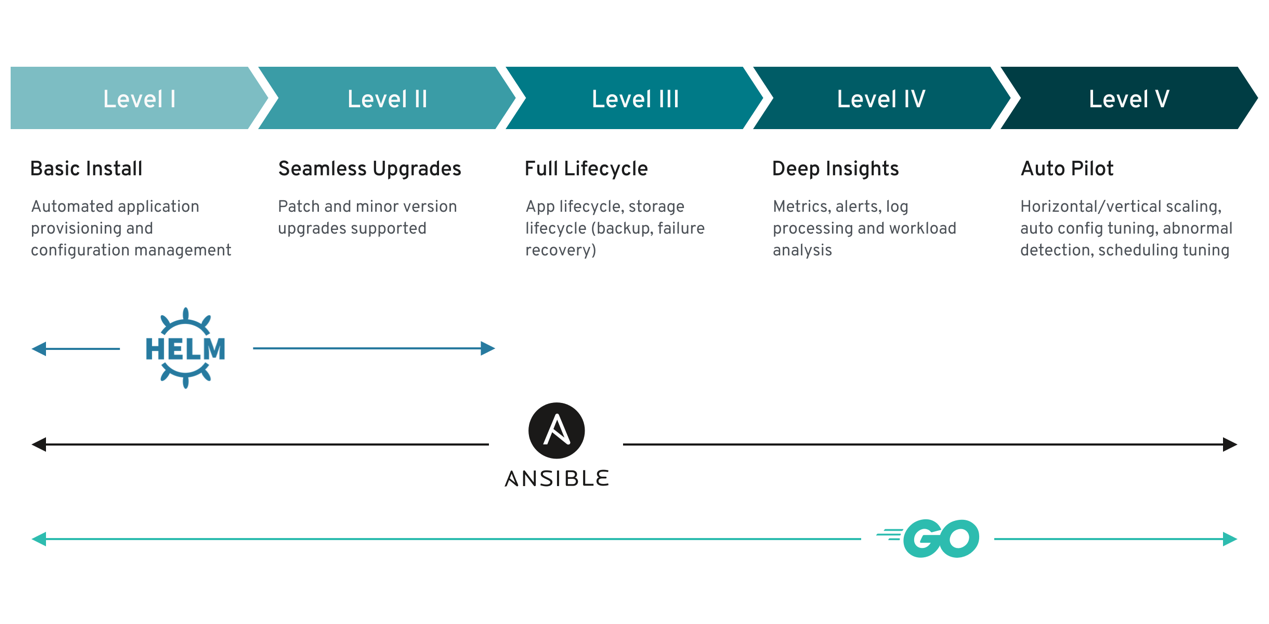 Level I
Level II
Level III
Level IV
Level V
Basic Install
Automated application
provisioning and
configuration management
Seamless Upgrades
Patch and minor version
upgrades supported
Full Lifecycle
App lifecycle, storage
lifecycle (backup, failure
recovery)
Deep Insights
Metrics, alerts, log
processing and workload
analysis
Auto Pilot
Horizontal/vertical scaling,
auto config tuning, abnormal
detection, scheduling tuning
HELM
A
ANSIBLE
GO